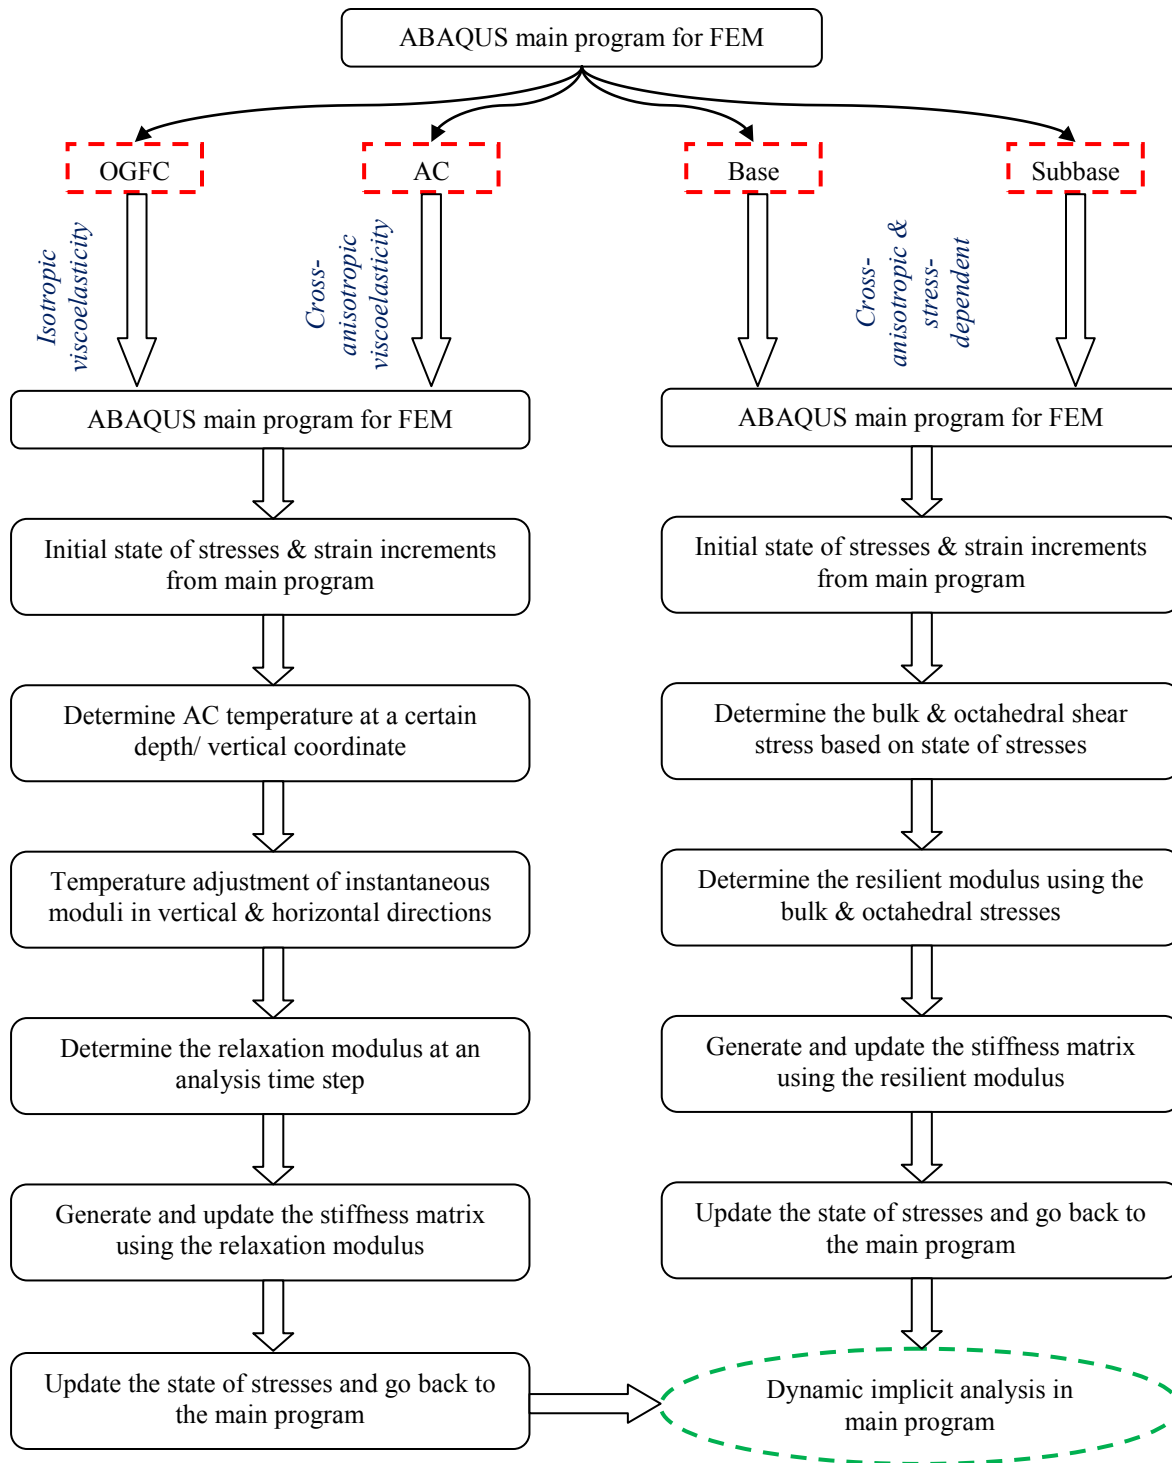 ABAQUS main program for FEM
OGFC
AC
Base
Subbase
Isotropic
viscoelasticity
Cross-
anisotropic
viscoelasticity
Cross-
anisotropic &
stress-
dependent
ABAQUS main program for FEM
Initial state of stresses & strain increments
from main program
Determine AC temperature at a certain
depth/ vertical coordinate
Temperature adjustment of instantaneous
moduli in vertical & horizontal directions
Determine the relaxation modulus at an
analysis time step
Generate and update the stiffness matrix
using the relaxation modulus
Update the state of stresses and go back to
the main program
ABAQUS main program for FEM
Initial state of stresses & strain increments
from main program
Determine the bulk & octahedral shear
stress based on state of stresses
Determine the resilient modulus using the
bulk & octahedral stresses
Generate and update the stiffness matrix
using the resilient modulus
Update the state of stresses and go back to
the main program
Dynamic implicit analysis in
main program